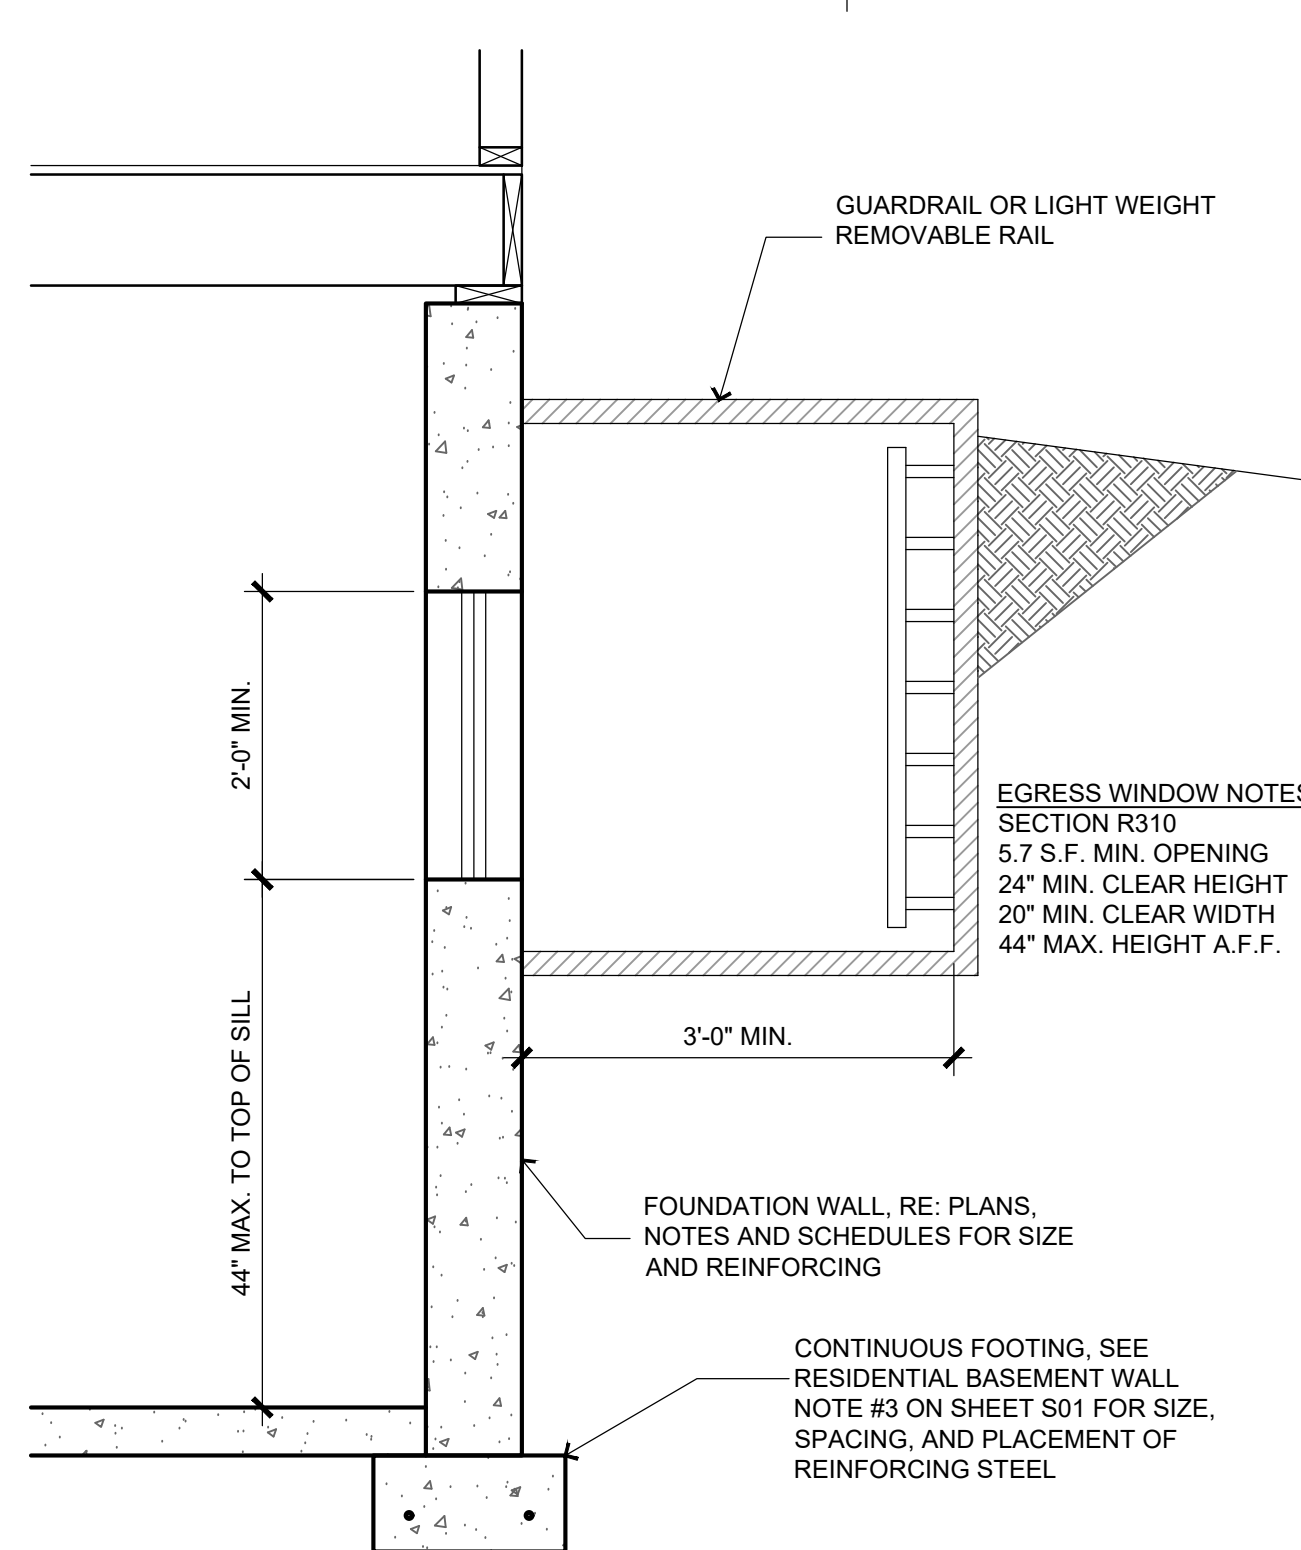 GUARDRAIL OR LIGHT WEIGHT
REMOVABLE RAIL
2'-0" MIN.
EGRESS WINDOW NOTES
SECTION R310
5.7 S.F. MIN. OPENING
24" MIN. CLEAR HEIGHT
20" MIN. CLEAR WIDTH
44" MAX. HEIGHT A.F.F.
3'-0" MIN.
44" MAX. TO TOP OF SILL
FOUNDATION WALL, RE: PLANS,
NOTES AND SCHEDULES FOR SIZE
AND REINFORCING
CONTINUOUS FOOTING, SEE
RESIDENTIAL BASEMENT WALL
NOTE #3 ON SHEET S01 FOR SIZE,
SPACING, AND PLACEMENT OF
REINFORCING STEEL